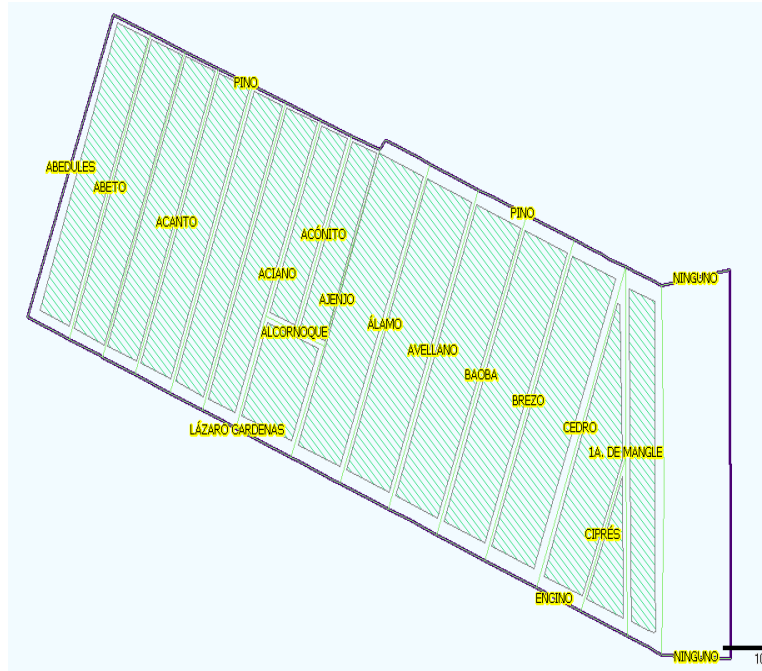 PINO
ABEDULES
ABETO
PINO
ACANTO
ACÓNITO
ACIANO
NINGUNO
AJENJO
ÁLAMO
ALCORNOQUE
AVELLANO
BAOBA
BREZO
CEDRO
LÁZARO GARDENAS
1A. DE MANGLE
CIPRÉS
ENGINO
NINGUNO
10